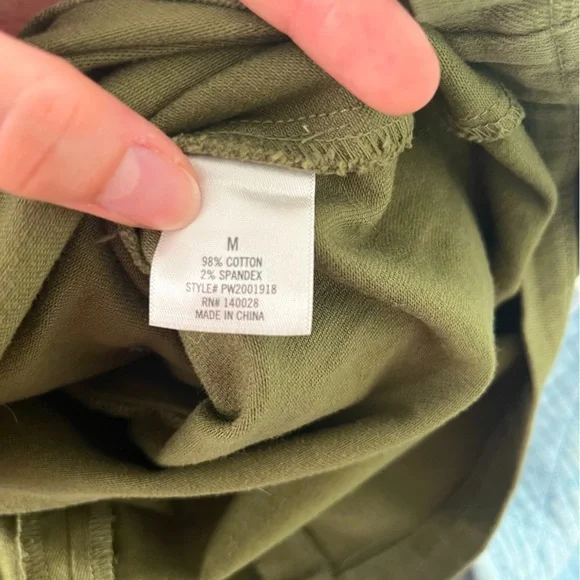 M
98% COTTON
2% SPANDEX
STYLE# PW2001918
RN# 140028
MADE IN CHINA